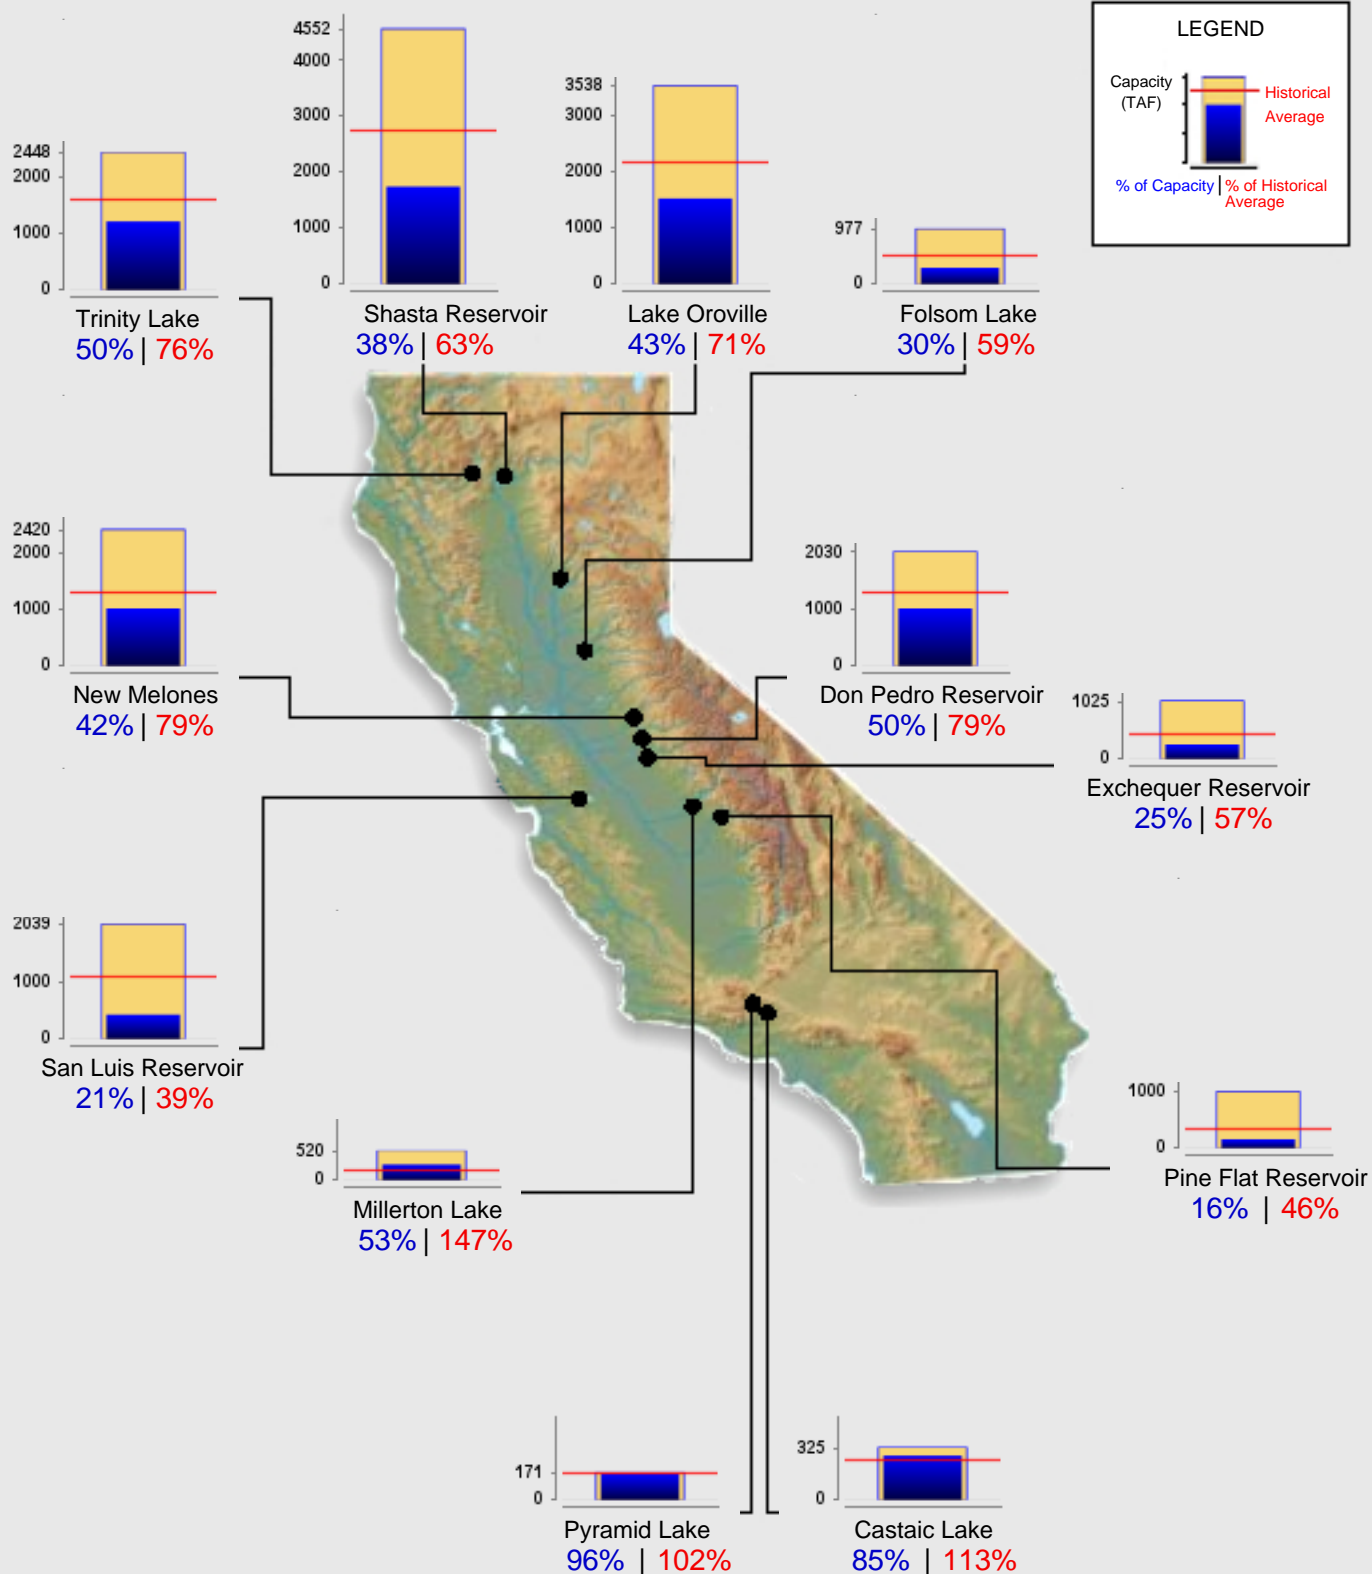 LEGEND
Capacity
(TAF)
Historical
Average
% of Capacity | % of Historical
Average
4552
4000
3000
2000
1000
0
Shasta Reservoir
38% | 63%
3538
3000
2000
1000
0
Lake Oroville
43% | 71%
2448
2000
1000
0
Trinity Lake
50% | 76%
977
0
Folsom Lake
30% | 59%
2420
2000
1000
0
New Melones
42% | 79%
2030
1000
0
Don Pedro Reservoir
50% | 79%
1025
0
Exchequer Reservoir
25% | 57%
2039
1000
0
San Luis Reservoir
21% | 39%
520
0
Millerton Lake
53% | 147%
1000
0
Pine Flat Reservoir
16% | 46%
171
0
Pyramid Lake
96% | 102%
325
0
Castaic Lake
85% | 113%